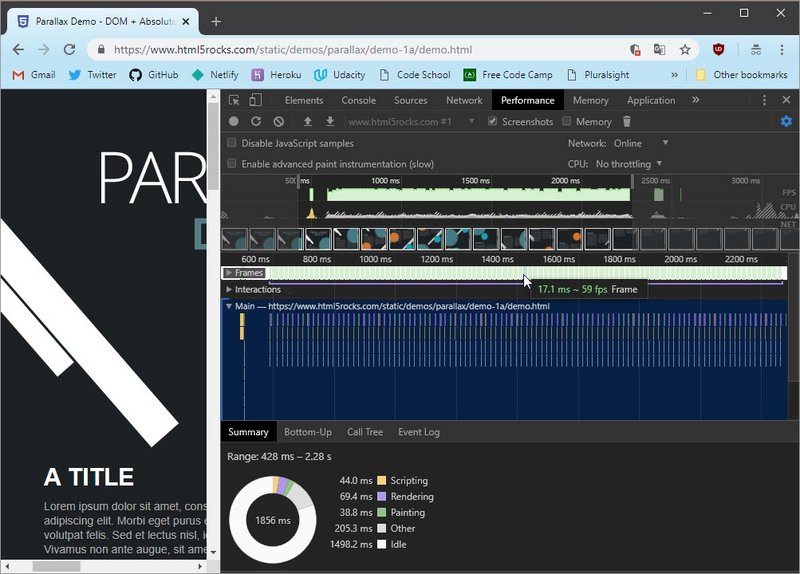 Parallax Demo - DOM + Absolute
https://www.html5rocks.com/static/demos/parallax/demo-1a/demo.html
Gmail Twitter GitHub Netlify Heroku Udacity Code School Free Code Camp Pluralsight » Other bookmarks
Elements Console Sources Network Performance Memory Application »
www.html5rocks.com #1 Screenshots Memory
Disable JavaScript samples Network: Online
Enable advanced paint instrumentation (slow) CPU: No throttling
500 ms 1000 ms 1500 ms 2000 ms 2500 ms 3000 ms
FPS
CPU
NET
600 ms 800 ms 1000 ms 1200 ms 1400 ms 1600 ms 1800 ms 2000 ms 2200 ms
Frames
17.1 ms ~ 59 fps Frame
Interactions
Main — https://www.html5rocks.com/static/demos/parallax/demo-1a/demo.html
Summary Bottom-Up Call Tree Event Log
Range: 428 ms – 2.28 s
44.0 ms Scripting
69.4 ms Rendering
38.8 ms Painting
205.3 ms Other
1498.2 ms Idle
1856 ms
PAR
D
A TITLE
Lorem ipsum dolor sit amet, cons
adipiscing elit. Morbi eget purus e
volutpat felis. Sed et lectus nisl, i
Vivamus non ante augue, sit am